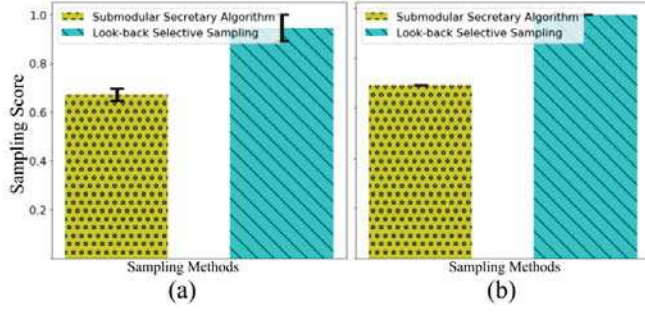 Sampling Score
1.0
0.8
0.6
0.4
0.2
Submodular Secretary Algorithm
Look-back Selective Sampling
Sampling Methods
(a)
Submodular Secretary Algorithm
Look-back Selective Sampling
Sampling Methods
(b)